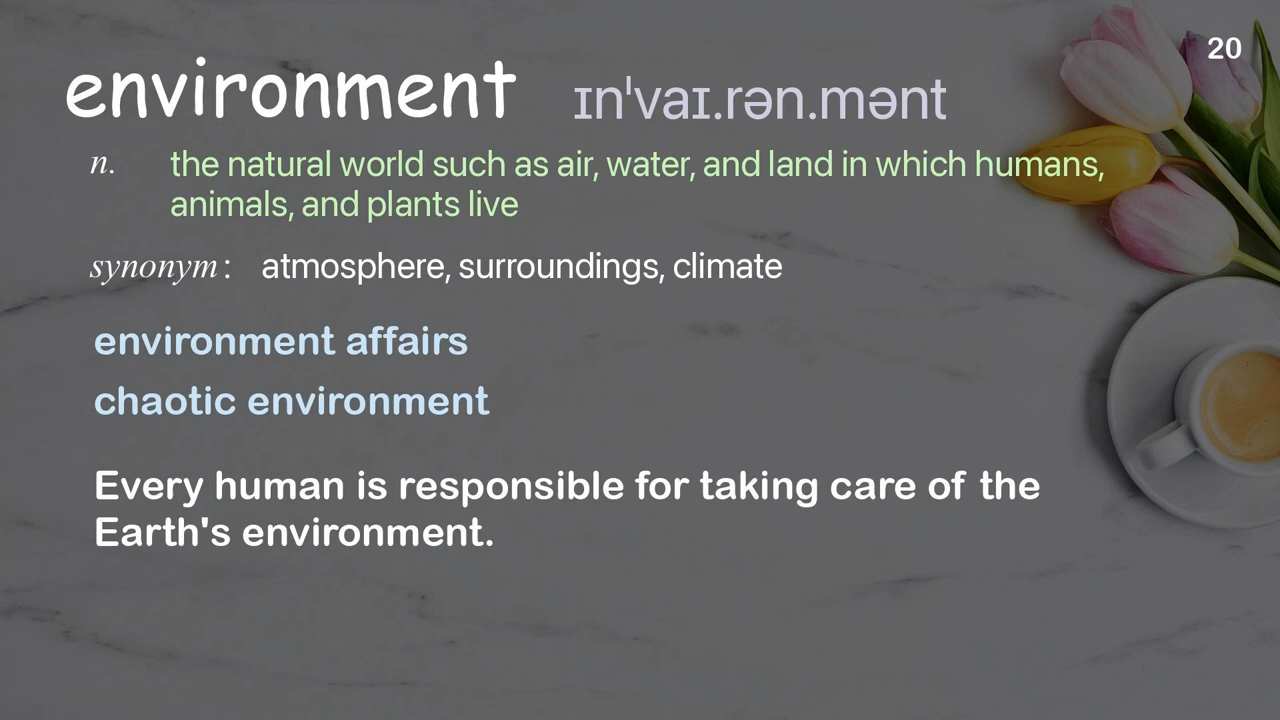 20
environment ɪnˈvaɪ.rən.mənt
n. the natural world such as air, water, and land in which humans,
animals, and plants live
synonym: atmosphere, surroundings, climate
environment affairs
chaotic environment
Every human is responsible for taking care of the
Earth's environment.